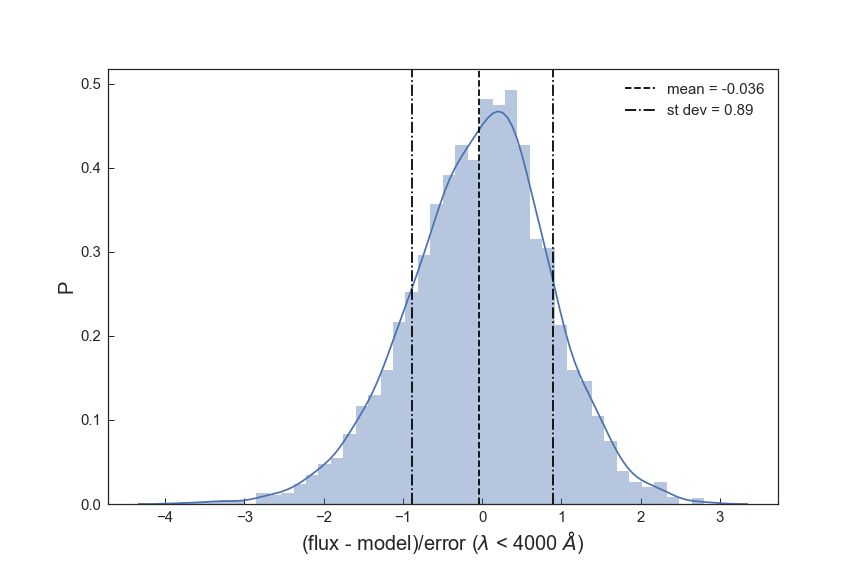 mean = -0.036
st dev = 0.89
0.5
0.4
0.3
0.2
0.1
0.0
P
−4 −3 −2 −1 0 1 2 3
(flux - model)/error (λ < 4000 Å)